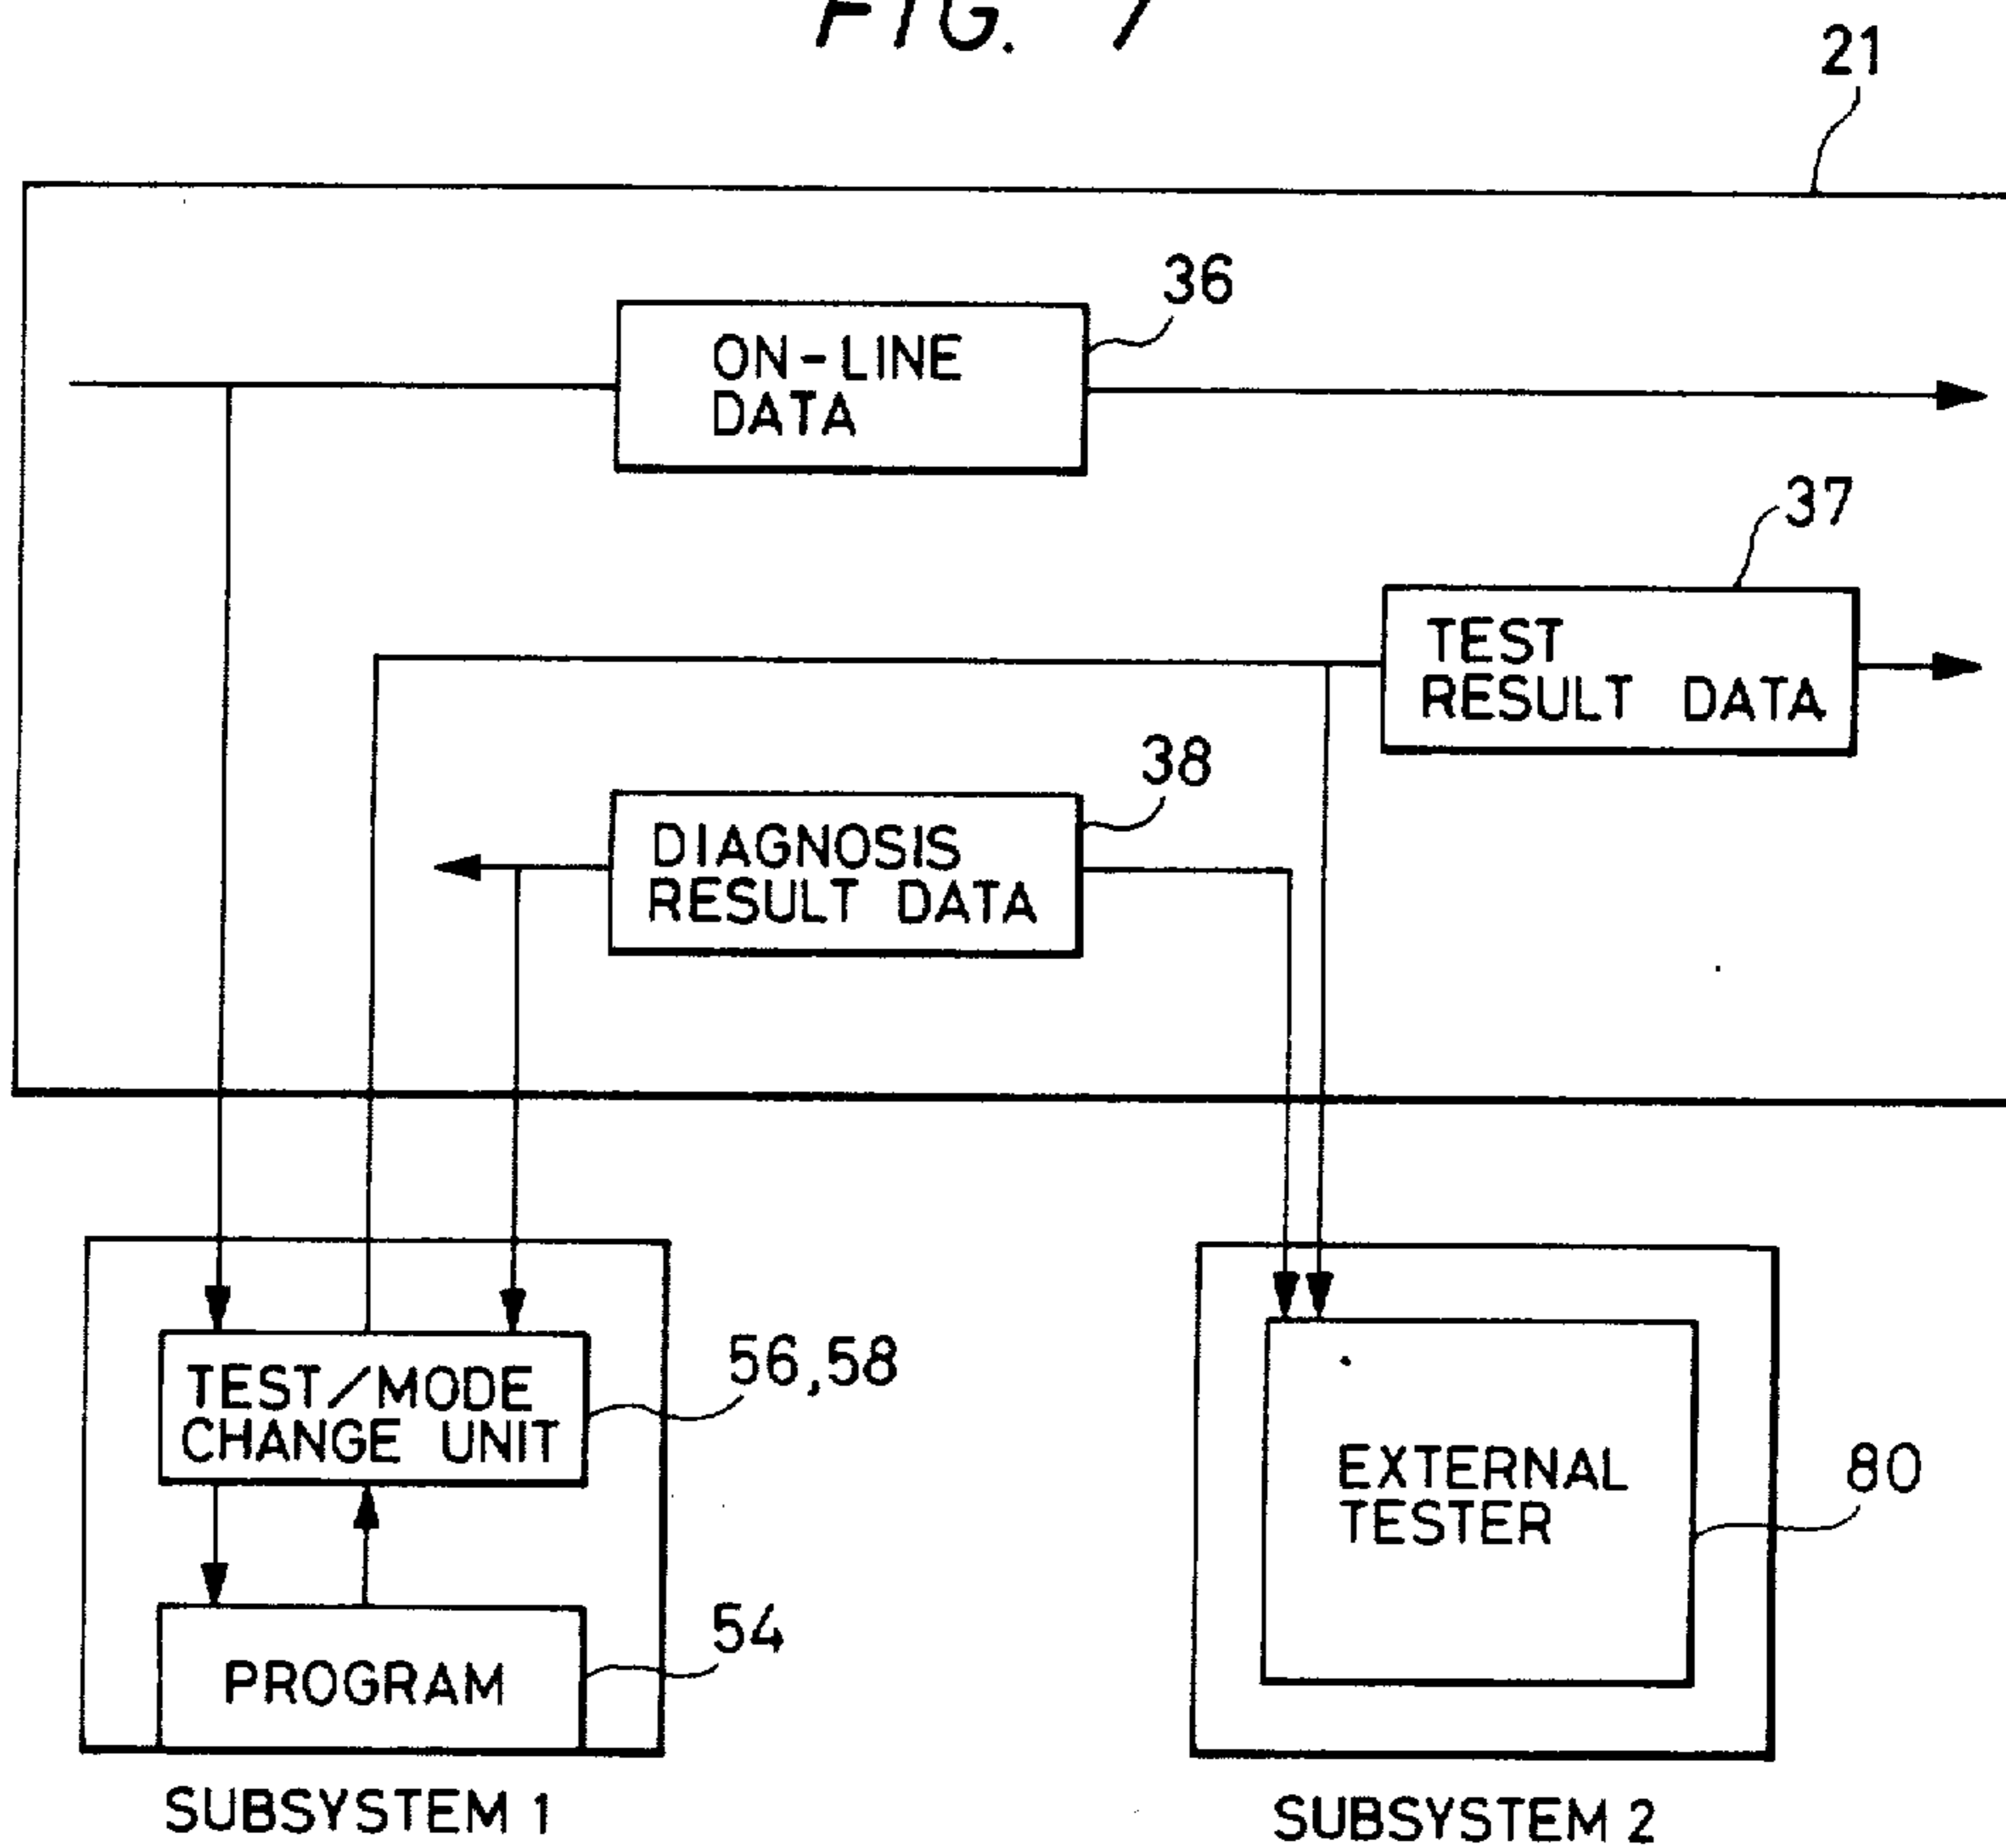 FIG. 7
21
36
ON-LINE
DATA
37
TEST
RESULT DATA
38
DIAGNOSIS
RESULT DATA
56,58
TEST/MODE
CHANGE UNIT
EXTERNAL
TESTER
80
54
PROGRAM
SUBSYSTEM 1
SUBSYSTEM 2